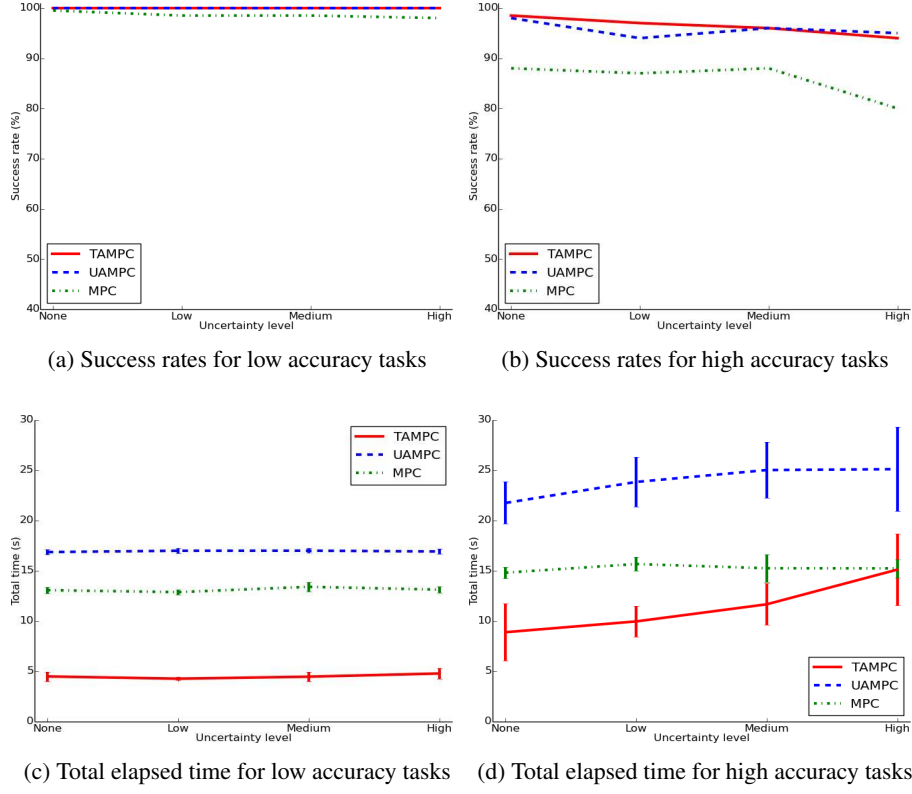 100
90
80
70
60
50
40
Success rate (%)
TAMPC
UAMPC
MPC
None Low Medium High
Uncertainty level
(a) Success rates for low accuracy tasks
100
90
80
70
60
50
40
Success rate (%)
TAMPC
UAMPC
MPC
None Low Medium High
Uncertainty level
(b) Success rates for high accuracy tasks
30
25
20
15
10
5
0
Total time (s)
TAMPC
UAMPC
MPC
None Low Medium High
Uncertainty level
(c) Total elapsed time for low accuracy tasks
30
25
20
15
10
5
0
Total time (s)
TAMPC
UAMPC
MPC
None Low Medium High
Uncertainty level
(d) Total elapsed time for high accuracy tasks